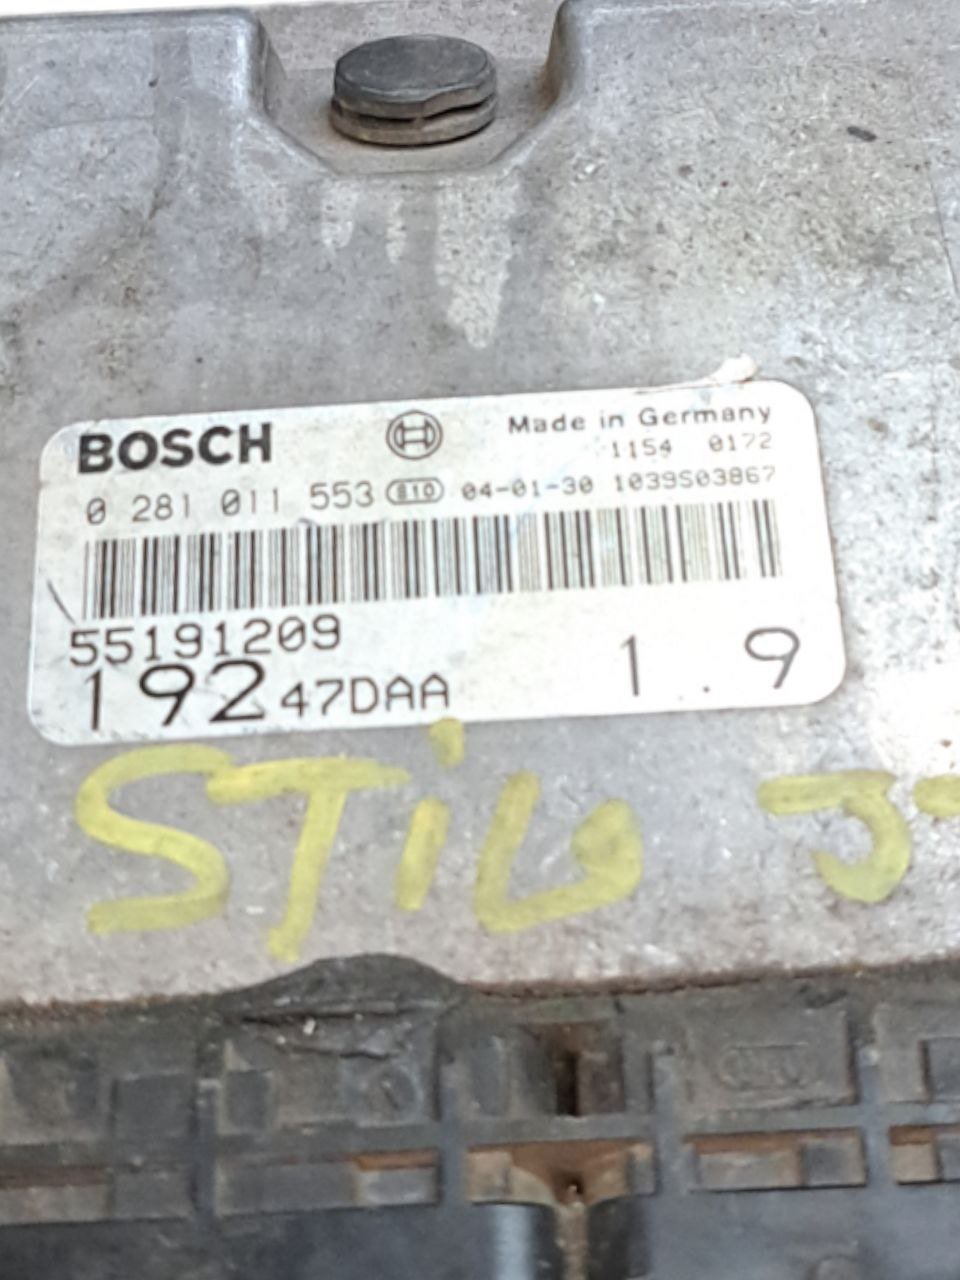 BOSCH Made in Germany
1154 0172
0 281 011 553 810 04-01-30 1039S03867
55191209
192 47DAA 1.9
STiLo J